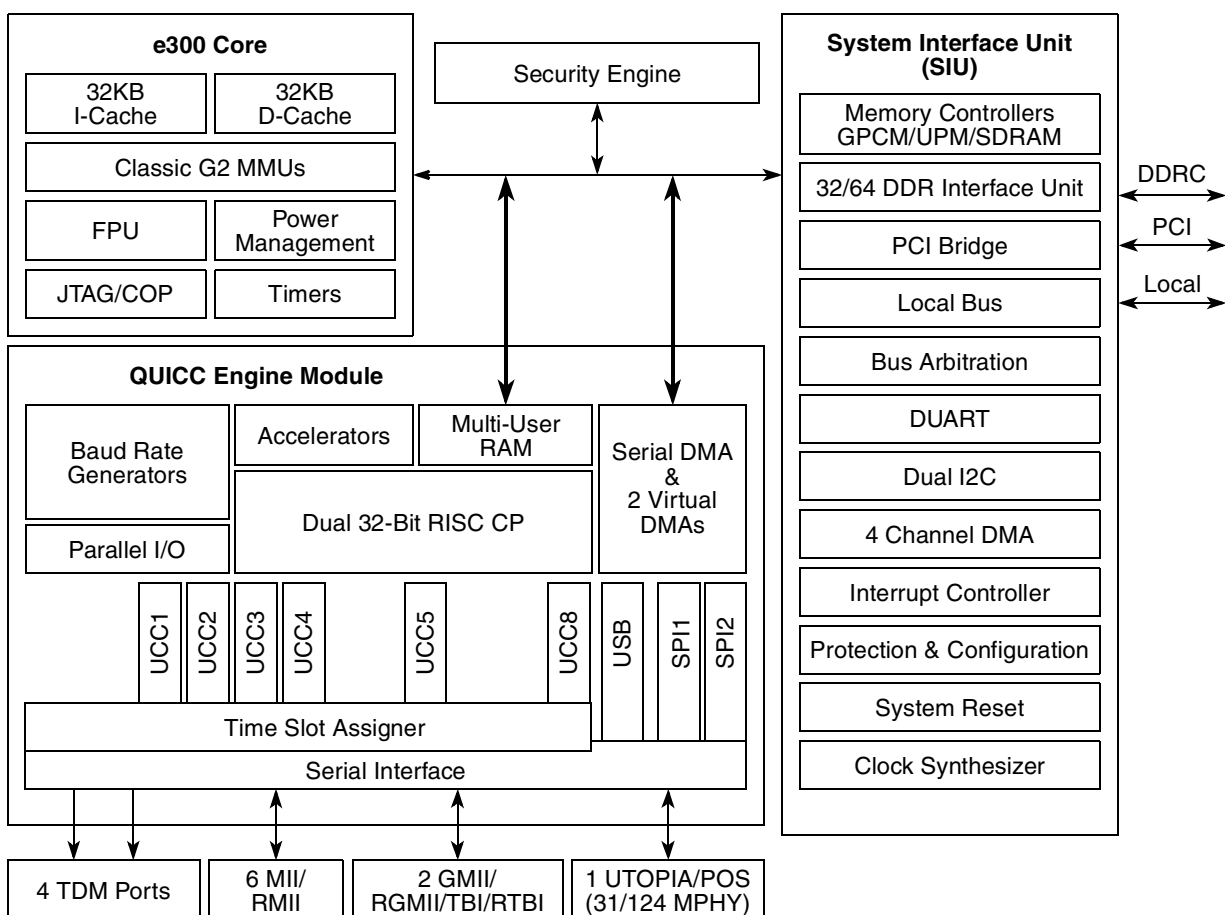 e300 Core
32KB
I-Cache
32KB
D-Cache
Classic G2 MMUs
FPU
Power
Management
JTAG/COP
Timers
Security Engine
System Interface Unit
(SIU)
Memory Controllers
GPCM/UPM/SDRAM
32/64 DDR Interface Unit
PCI Bridge
Local Bus
Bus Arbitration
DUART
Dual I2C
4 Channel DMA
Interrupt Controller
Protection & Configuration
System Reset
Clock Synthesizer
DDRC
PCI
Local
QUICC Engine Module
Baud Rate
Generators
Accelerators
Multi-User
RAM
Serial DMA
&
2 Virtual
DMAs
Dual 32-Bit RISC CP
Parallel I/O
UCC1
UCC2
UCC3
UCC4
UCC5
UCC8
USB
SPI1
SPI2
Time Slot Assigner
Serial Interface
4 TDM Ports
6 MII/
RMII
2 GMII/
RGMII/TBI/RTBI
1 UTOPIA/POS
(31/124 MPHY)